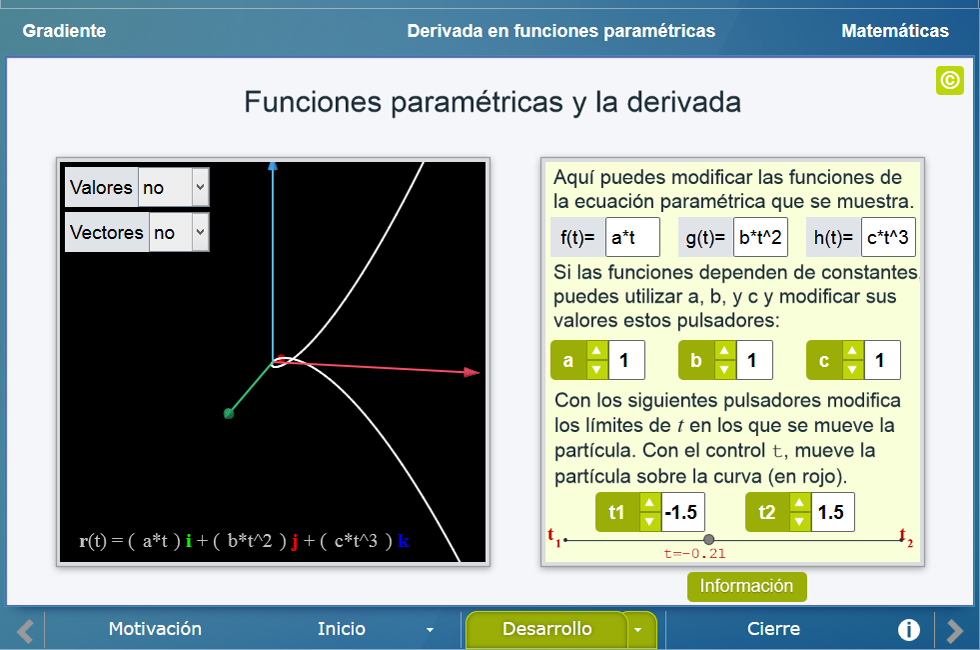 Gradiente Derivada en funciones paramétricas Matemáticas
©
Funciones paramétricas y la derivada
Valores no
Vectores no
r(t) = ( a*t ) i + ( b*t^2 ) j + ( c*t^3 ) k
Aquí puedes modificar las funciones de
la ecuación paramétrica que se muestra.
f(t)= a*t g(t)= b*t^2 h(t)= c*t^3
Si las funciones dependen de constantes,
puedes utilizar a, b, y c y modificar sus
valores estos pulsadores:
a 1 b 1 c 1
Con los siguientes pulsadores modifica
los límites de t en los que se mueve la
partícula. Con el control t, mueve la
partícula sobre la curva (en rojo).
t1 -1.5 t2 1.5
t1 t2
t=-0.21
Información
Motivación Inicio Desarrollo Cierre i